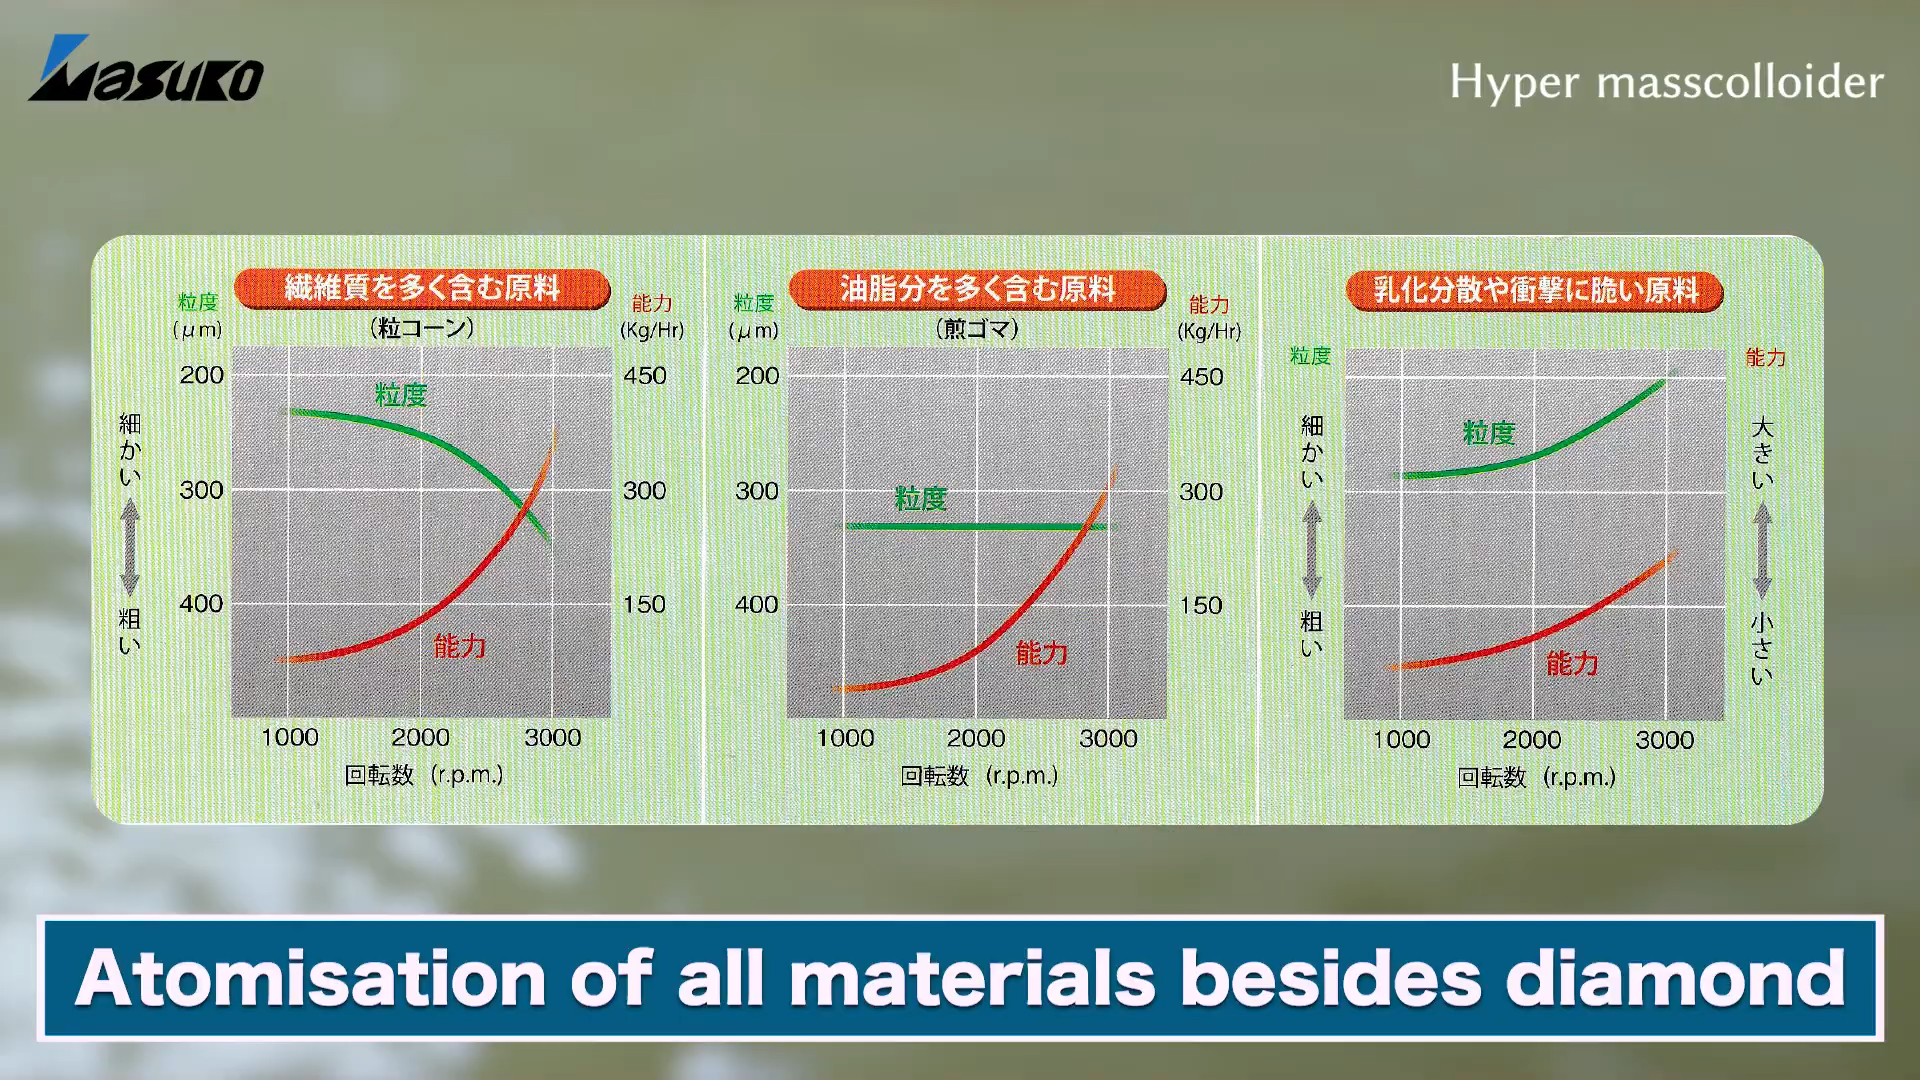 Masuko
Hyper masscolloider
繊維質を多く含む原料
(粒コーン)
粒度
(μm)
能力
(Kg/Hr)
200
300
400
450
300
150
細かい
粗い
粒度
能力
1000 2000 3000
回転数 (r.p.m.)
油脂分を多く含む原料
(煎ゴマ)
粒度
(μm)
能力
(Kg/Hr)
200
300
400
450
300
150
粒度
能力
1000 2000 3000
回転数 (r.p.m.)
乳化分散や衝撃に脆い原料
粒度
能力
細かい
粗い
大きい
小さい
粒度
能力
1000 2000 3000
回転数 (r.p.m.)
Atomisation of all materials besides diamond